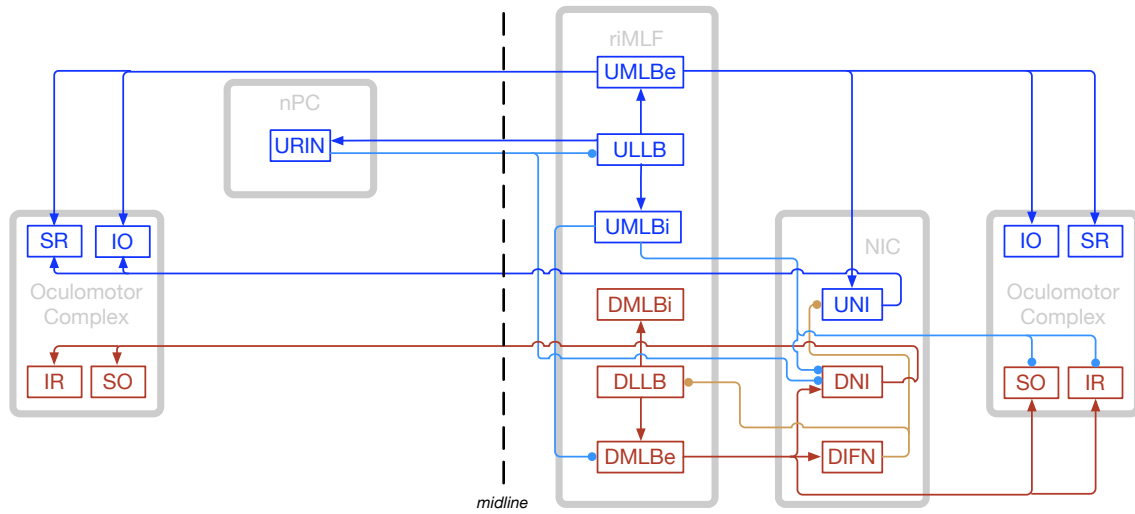 riMLF
UMLBe
nPC
URIN
ULLB
UMLBi
SR
IO
NIC
IO
SR
Oculomotor
Complex
DMLBi
UNI
Oculomotor
Complex
IR
SO
DLLB
DNI
SO
IR
DMLBe
DIFN
midline